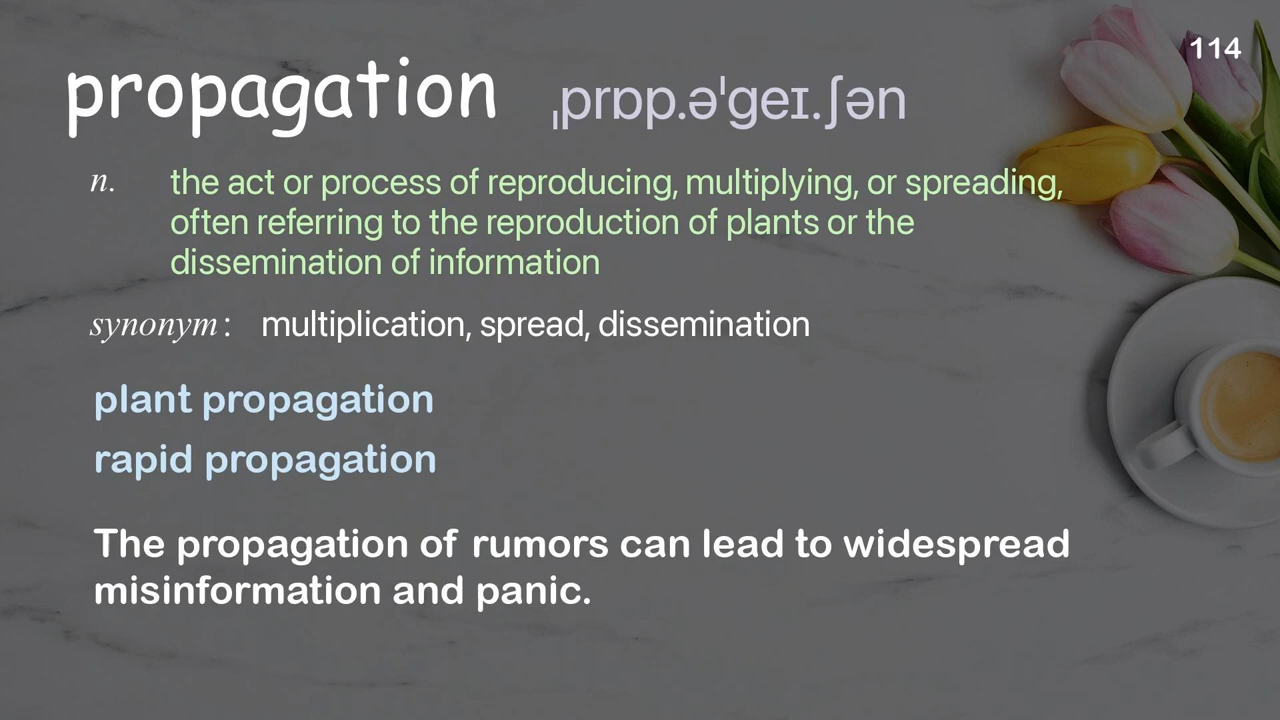 114
propagation ˌprɒp.əˈɡeɪ.ʃən
n. the act or process of reproducing, multiplying, or spreading,
often referring to the reproduction of plants or the
dissemination of information
synonym: multiplication, spread, dissemination
plant propagation
rapid propagation
The propagation of rumors can lead to widespread
misinformation and panic.